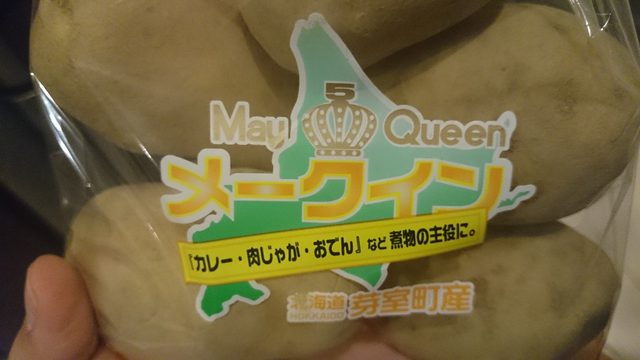 5
May Queen
メークイン
『カレー・肉じゃが・おでん』など煮物の主役に。
北海道 芽室町産
HOKKAIDO